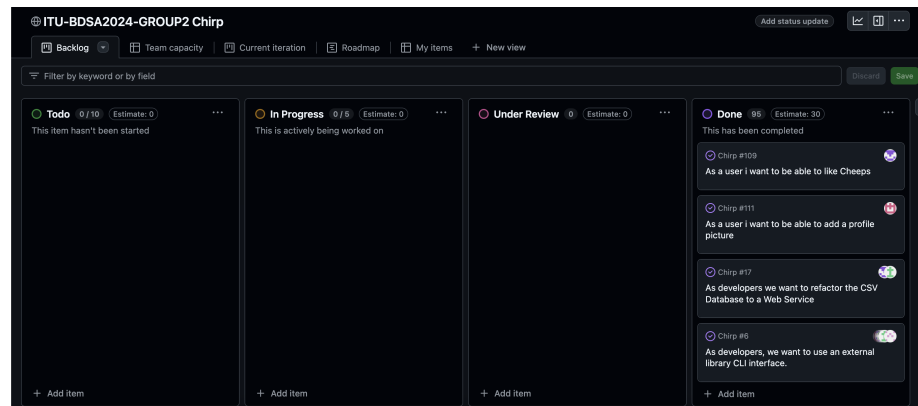 ITU-BDSA2024-GROUP2 Chirp
Add status update
Backlog
Team capacity
Current iteration
Roadmap
My items
+ New view
Filter by keyword or by field
Discard
Save
Todo 0/10 Estimate: 0
This item hasn't been started
+ Add item
In Progress 0/5 Estimate: 0
This is actively being worked on
+ Add item
Under Review 0 Estimate: 0
+ Add item
Done 95 Estimate: 30
This has been completed
Chirp #109
As a user i want to be able to like Cheeps
Chirp #111
As a user i want to be able to add a profile
picture
Chirp #17
As developers we want to refactor the CSV
Database to a Web Service
Chirp #6
As developers, we want to use an external
library CLI interface.
+ Add item